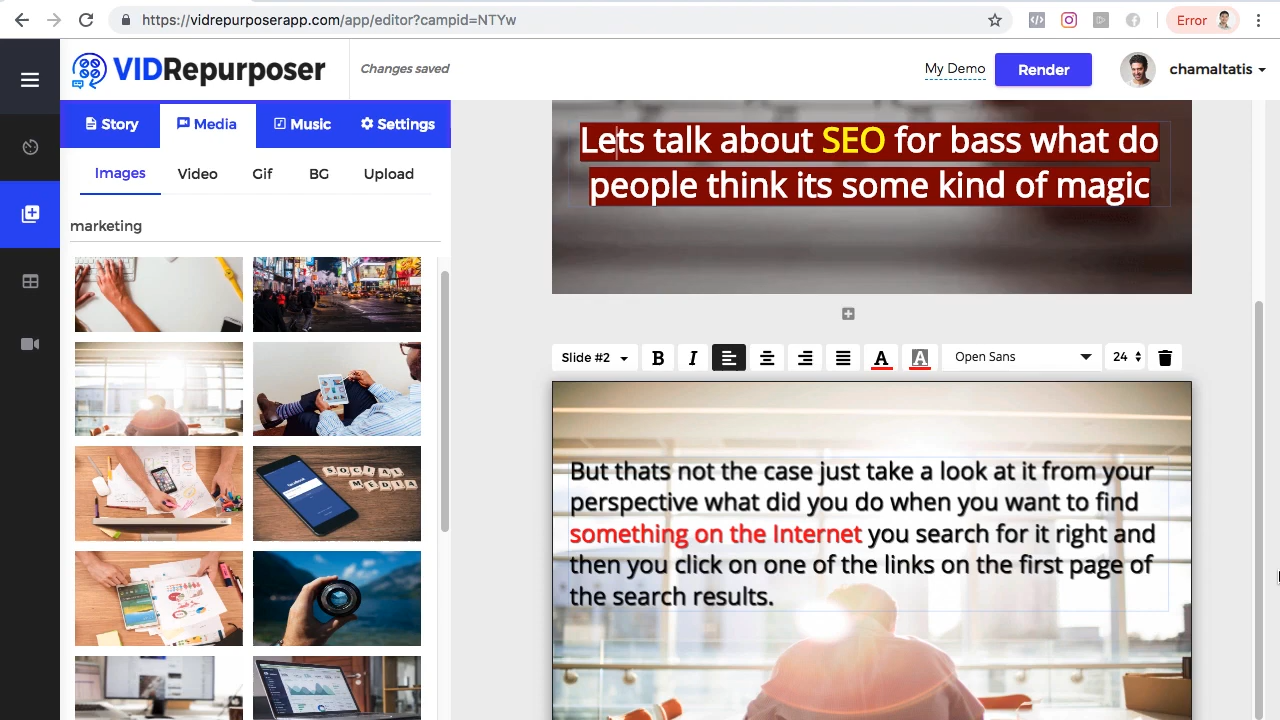 https://vidrepurposerapp.com/app/editor?campid=NTYw
Error
VIDRepurposer
Changes saved
My Demo
Render
chamaltatis
Story
Media
Music
Settings
Images
Video
Gif
BG
Upload
marketing
SOCIAL
MEDIA
facebook
Lets talk about SEO for bass what do
people think its some kind of magic
Slide #2
B
I
A
A
Open Sans
24
But thats not the case just take a look at it from your
perspective what did you do when you want to find
something on the Internet you search for it right and
then you click on one of the links on the first page of
the search results.